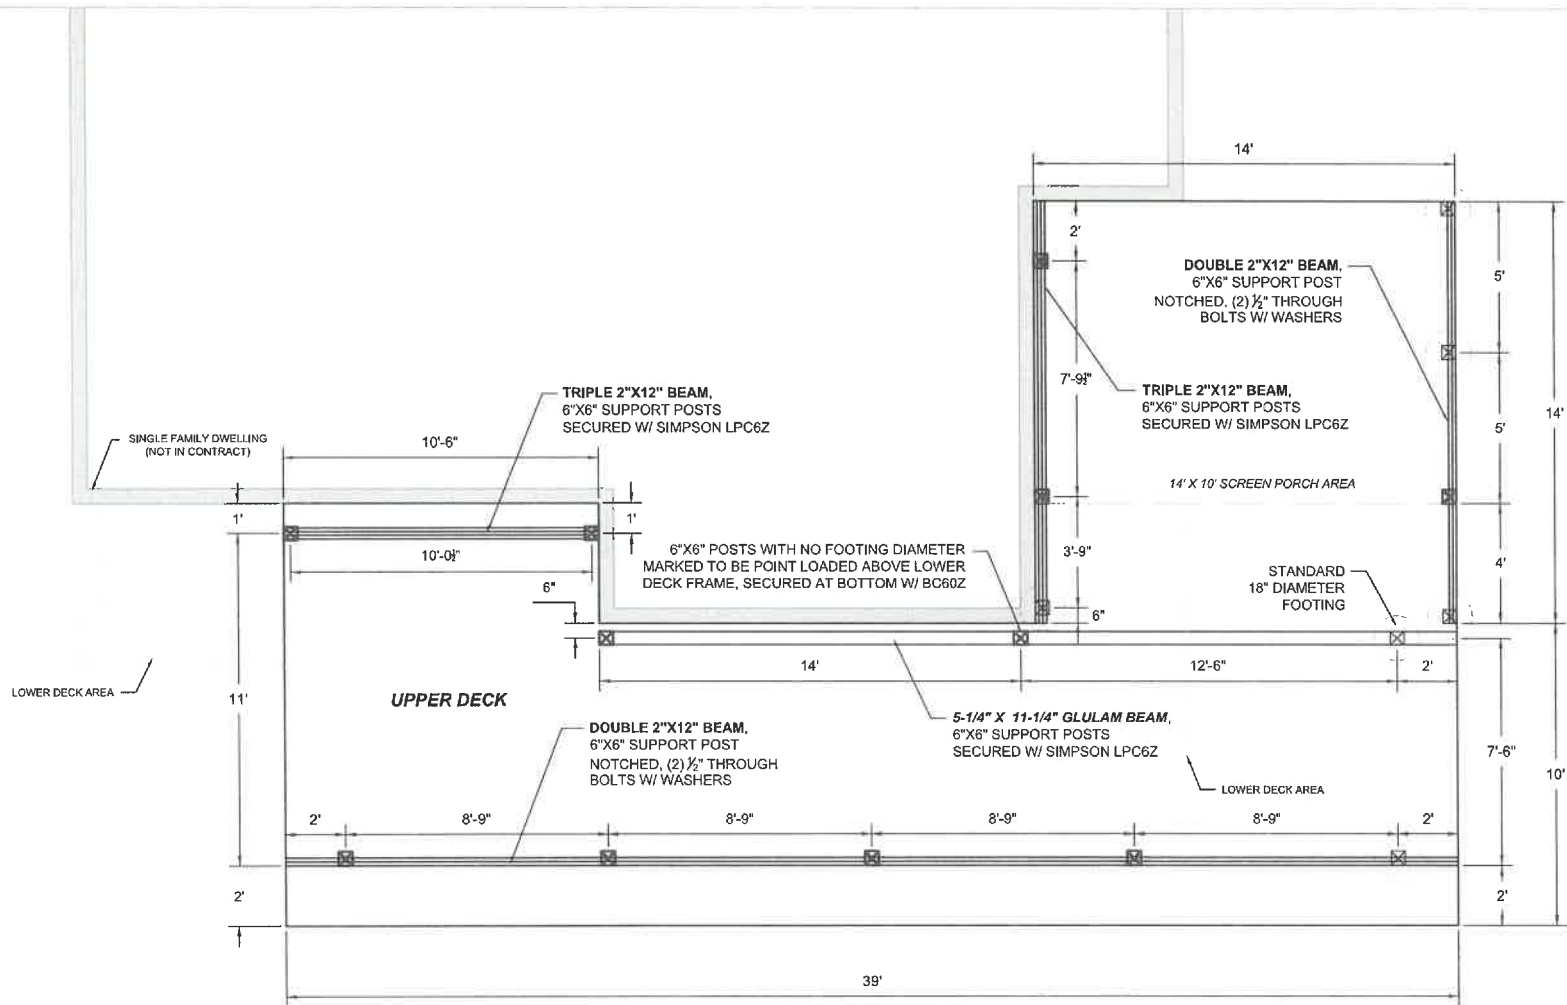 14'
2'
DOUBLE 2"X12" BEAM,
6"X6" SUPPORT POST
NOTCHED, (2) ½" THROUGH
BOLTS W/ WASHERS
5'
7'-9½"
TRIPLE 2"X12" BEAM,
6"X6" SUPPORT POSTS
SECURED W/ SIMPSON LPC6Z
14'
5'
14' X 10' SCREEN PORCH AREA
TRIPLE 2"X12" BEAM,
6"X6" SUPPORT POSTS
SECURED W/ SIMPSON LPC6Z
SINGLE FAMILY DWELLING
(NOT IN CONTRACT)
10'-6"
1'
1'
10'-0½"
6"
6"X6" POSTS WITH NO FOOTING DIAMETER
MARKED TO BE POINT LOADED ABOVE LOWER
DECK FRAME, SECURED AT BOTTOM W/ BC60Z
3'-9"
6"
STANDARD
18" DIAMETER
FOOTING
4'
14'
12'-6"
2'
LOWER DECK AREA
11'
UPPER DECK
DOUBLE 2"X12" BEAM,
6"X6" SUPPORT POST
NOTCHED, (2) ½" THROUGH
BOLTS W/ WASHERS
5-1/4" X 11-1/4" GLULAM BEAM,
6"X6" SUPPORT POSTS
SECURED W/ SIMPSON LPC6Z
LOWER DECK AREA
7'-6"
10'
2'
8'-9"
8'-9"
8'-9"
8'-9"
2'
2'
2'
39'